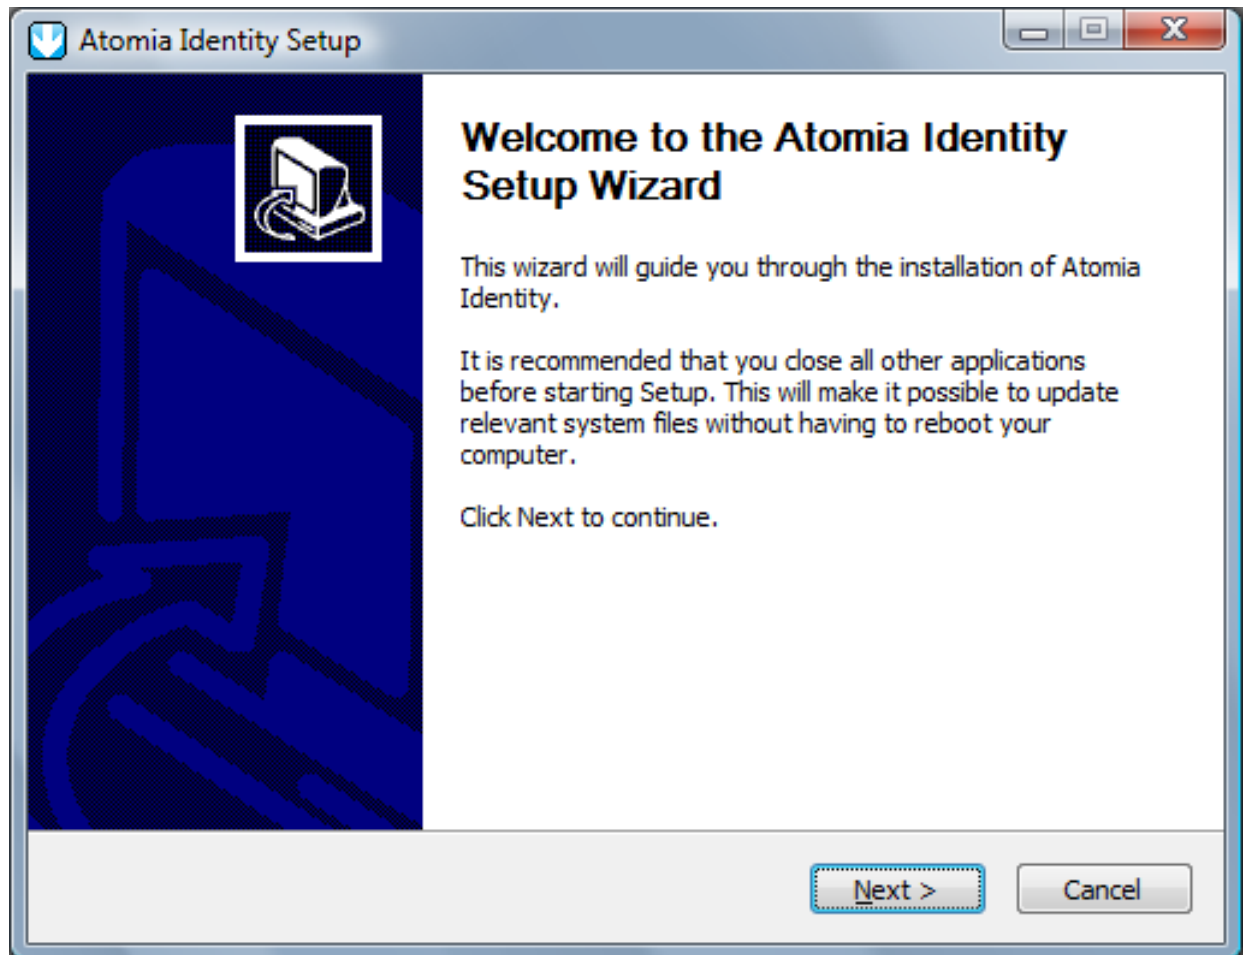 Atomia Identity Setup
Welcome to the Atomia Identity
Setup Wizard
This wizard will guide you through the installation of Atomia
Identity.
It is recommended that you close all other applications
before starting Setup. This will make it possible to update
relevant system files without having to reboot your
computer.
Click Next to continue.
Next >
Cancel